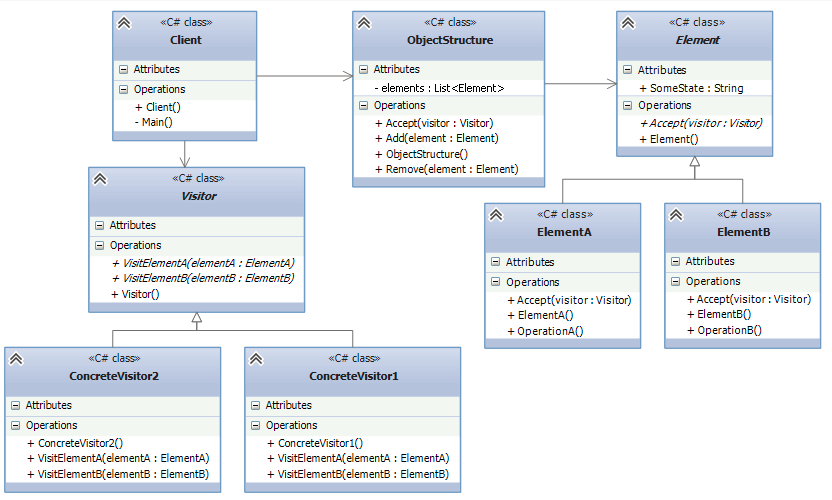 «C# class»
Client
Attributes
Operations
+ Client()
- Main()
«C# class»
ObjectStructure
Attributes
- elements : List<Element>
Operations
+ Accept(visitor : Visitor)
+ Add(element : Element)
+ ObjectStructure()
+ Remove(element : Element)
«C# class»
Element
Attributes
+ SomeState : String
Operations
+ Accept(visitor : Visitor)
+ Element()
«C# class»
Visitor
Attributes
Operations
+ VisitElementA(elementA : ElementA)
+ VisitElementB(elementB : ElementB)
+ Visitor()
«C# class»
ElementA
Attributes
Operations
+ Accept(visitor : Visitor)
+ ElementA()
+ OperationA()
«C# class»
ElementB
Attributes
Operations
+ Accept(visitor : Visitor)
+ ElementB()
+ OperationB()
«C# class»
ConcreteVisitor2
Attributes
Operations
+ ConcreteVisitor2()
+ VisitElementA(elementA : ElementA)
+ VisitElementB(elementB : ElementB)
«C# class»
ConcreteVisitor1
Attributes
Operations
+ ConcreteVisitor1()
+ VisitElementA(elementA : ElementA)
+ VisitElementB(elementB : ElementB)